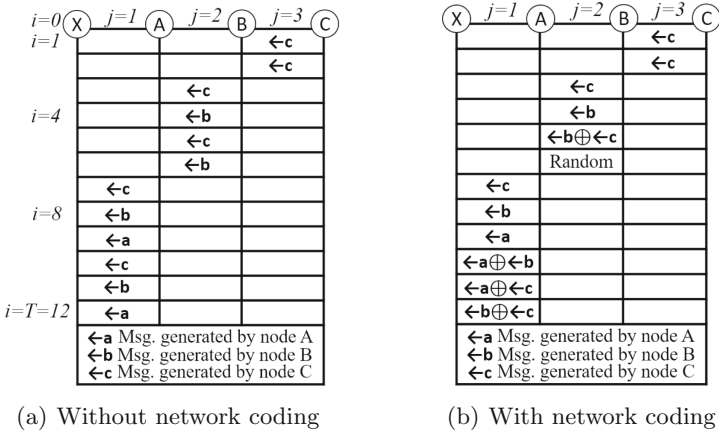 i=0 X j=1 A j=2 B j=3 C
i=1 ←c
←c
←c
i=4 ←b
←c
←b
←c
i=8 ←b
←a
←c
←b
i=T=12 ←a
←a Msg. generated by node A
←b Msg. generated by node B
←c Msg. generated by node C
(a) Without network coding
X j=1 A j=2 B j=3 C
←c
←c
←c
←b
←b⊕←c
Random
←c
←b
←a
←a⊕←b
←a⊕←c
←b⊕←c
←a Msg. generated by node A
←b Msg. generated by node B
←c Msg. generated by node C
(b) With network coding